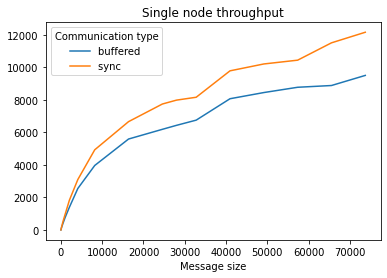 Single node throughput
Communication type
buffered
sync
12000
10000
8000
6000
4000
2000
0
0 10000 20000 30000 40000 50000 60000 70000
Message size